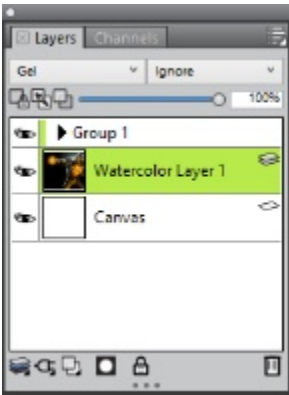 Layers Channels
Gel Ignore
100%
Group 1
Watercolor Layer 1
Canvas